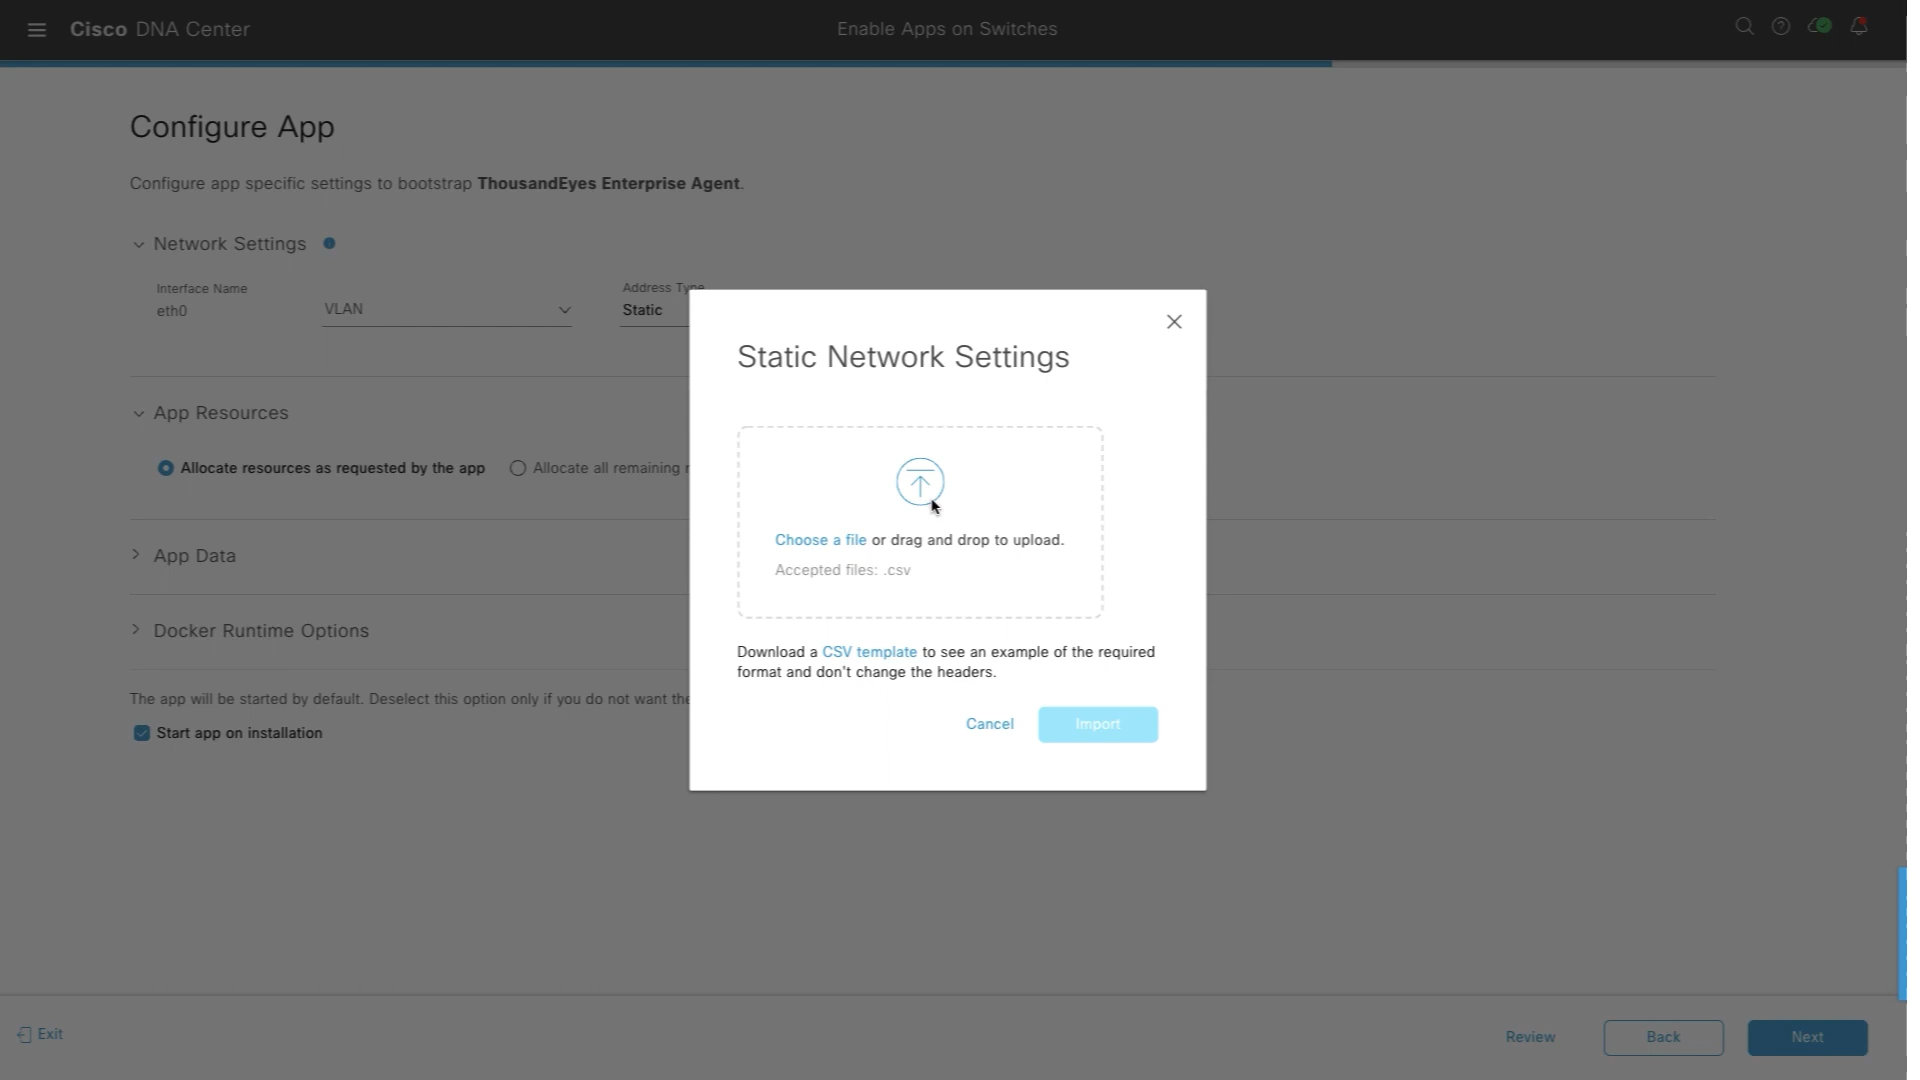 Cisco DNA Center
Enable Apps on Switches
Configure App
Configure app specific settings to bootstrap ThousandEyes Enterprise Agent.
Network Settings
Interface Name
eth0
VLAN
Address Type
Static
App Resources
Allocate resources as requested by the app
Allocate all remaining
App Data
Docker Runtime Options
The app will be started by default. Deselect this option only if you do not want the
Start app on installation
Static Network Settings
Choose a file or drag and drop to upload.
Accepted files: .csv
Download a CSV template to see an example of the required
format and don't change the headers.
Cancel
Import
Exit
Review
Back
Next